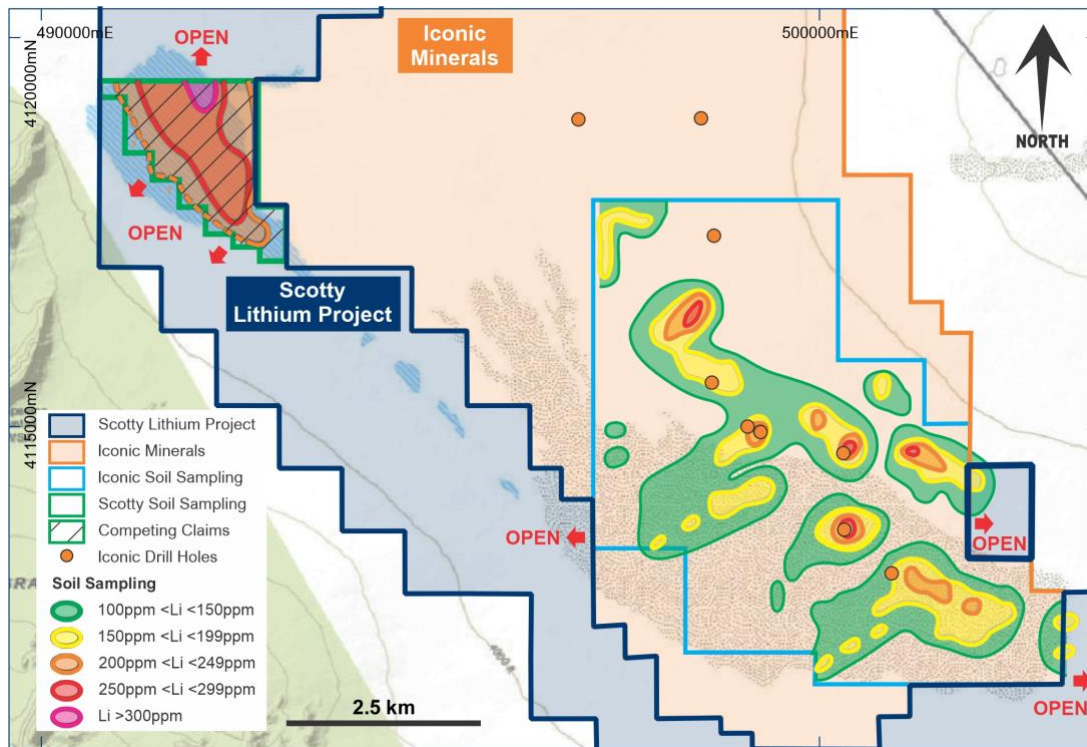 490000mE
500000mE
OPEN
Iconic
Minerals
4120000mN
NORTH
OPEN
Scotty
Lithium Project
4115000mN
Scotty Lithium Project
Iconic Minerals
Iconic Soil Sampling
Scotty Soil Sampling
Competing Claims
Iconic Drill Holes
Soil Sampling
100ppm <Li <150ppm
150ppm <Li <199ppm
200ppm <Li <249ppm
250ppm <Li <299ppm
Li >300ppm
2.5 km
OPEN
OPEN
OPEN